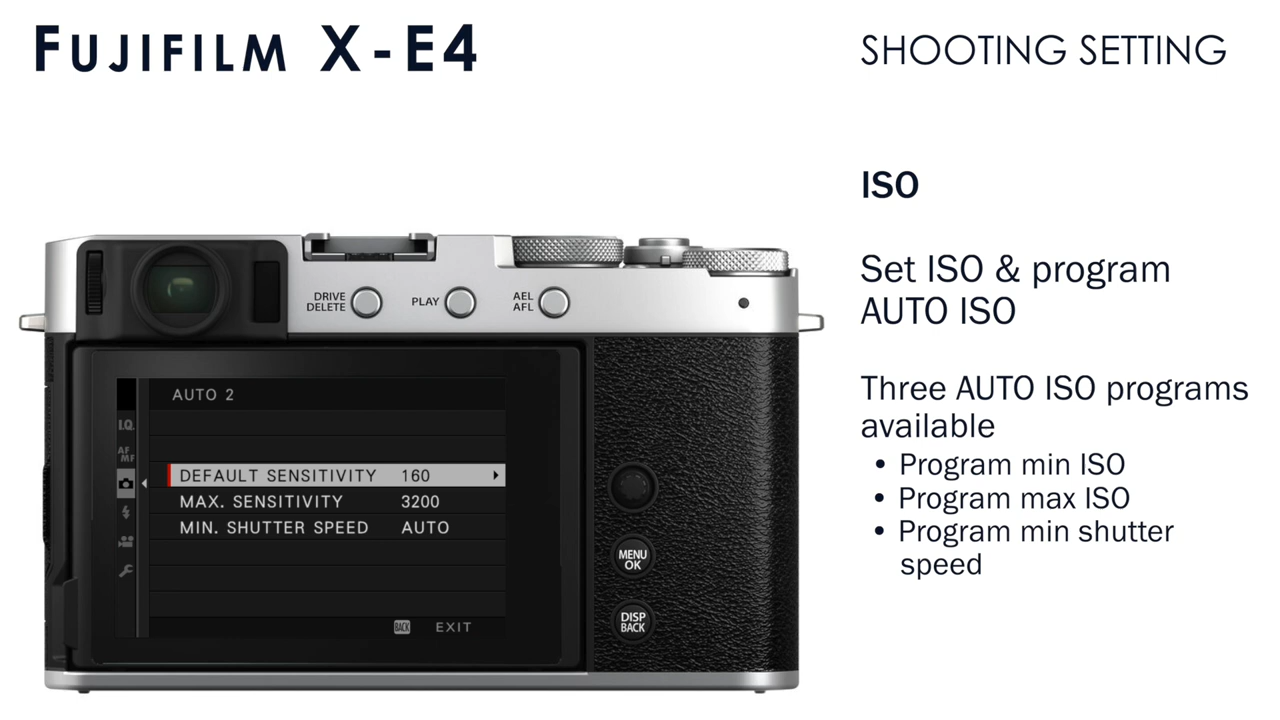 FUJIFILM X-E4
SHOOTING SETTING
DRIVE
DELETE
PLAY
AEL
AFL
AUTO 2
I.Q.
AF
MF
DEFAULT SENSITIVITY 160
MAX. SENSITIVITY 3200
MIN. SHUTTER SPEED AUTO
BACK EXIT
MENU
OK
DISP
BACK
ISO
Set ISO & program
AUTO ISO
Three AUTO ISO programs
available
• Program min ISO
• Program max ISO
• Program min shutter
speed